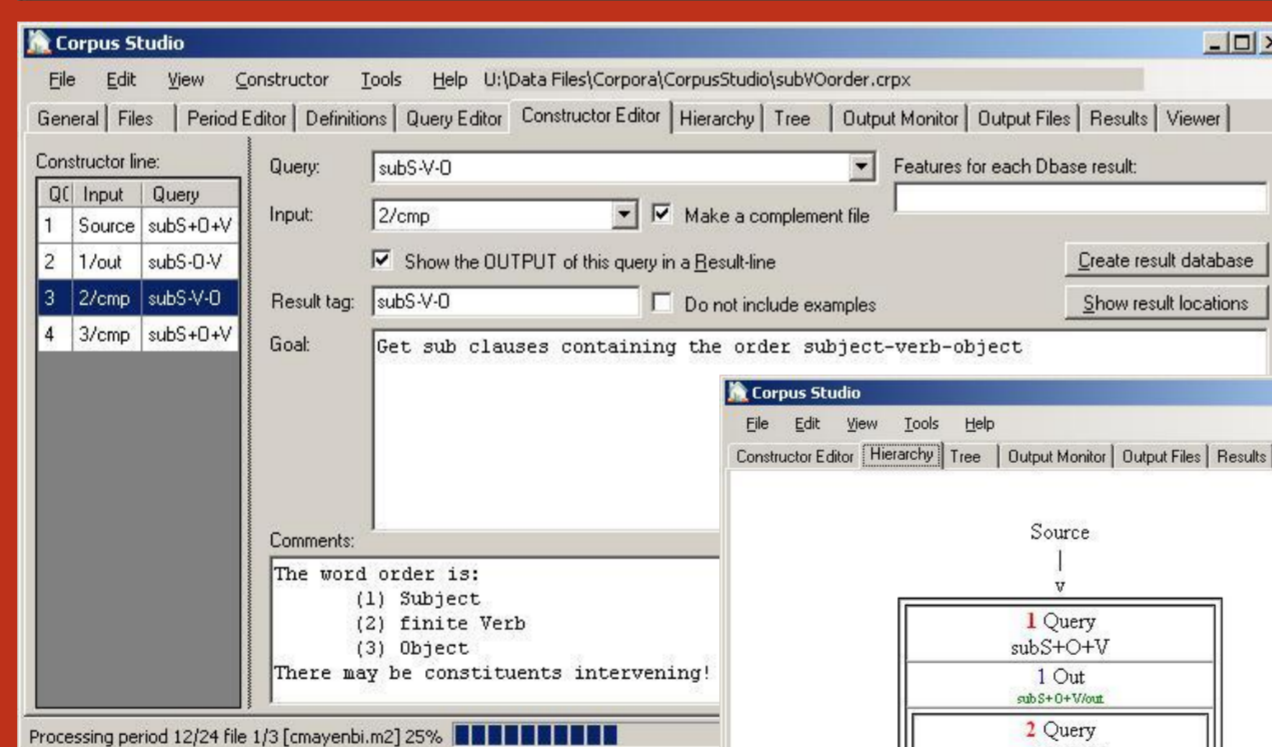 Corpus Studio
File Edit View Constructor Tools Help U:\Data Files\Corpora\CorpusStudio\subVOorder.crpx
General Files Period Editor Definitions Query Editor Constructor Editor Hierarchy Tree Output Monitor Output Files Results Viewer
Constructor line:
Input Query
1 Source subS+O+V
2 1/out subS-O-V
3 2/cmp subS-V-O
4 3/cmp subS+O+V
Query: subS-V-O
Features for each Dbase result:
Input: 2/cmp Make a complement file
Show the OUTPUT of this query in a Result-line
Create result database
Result tag: subS-V-O Do not include examples
Show result locations
Goal: Get sub clauses containing the order subject-verb-object
Comments:
The word order is:
(1) Subject
(2) finite Verb
(3) Object
There may be constituents intervening!
Processing period 12/24 file 1/3 [cmayenbi.m2] 25%
Corpus Studio
File Edit View Tools Help
Constructor Editor Hierarchy Tree Output Monitor Output Files Results
Source
v
1 Query
subS+O+V
1 Out
subS+O+V/out
2 Query